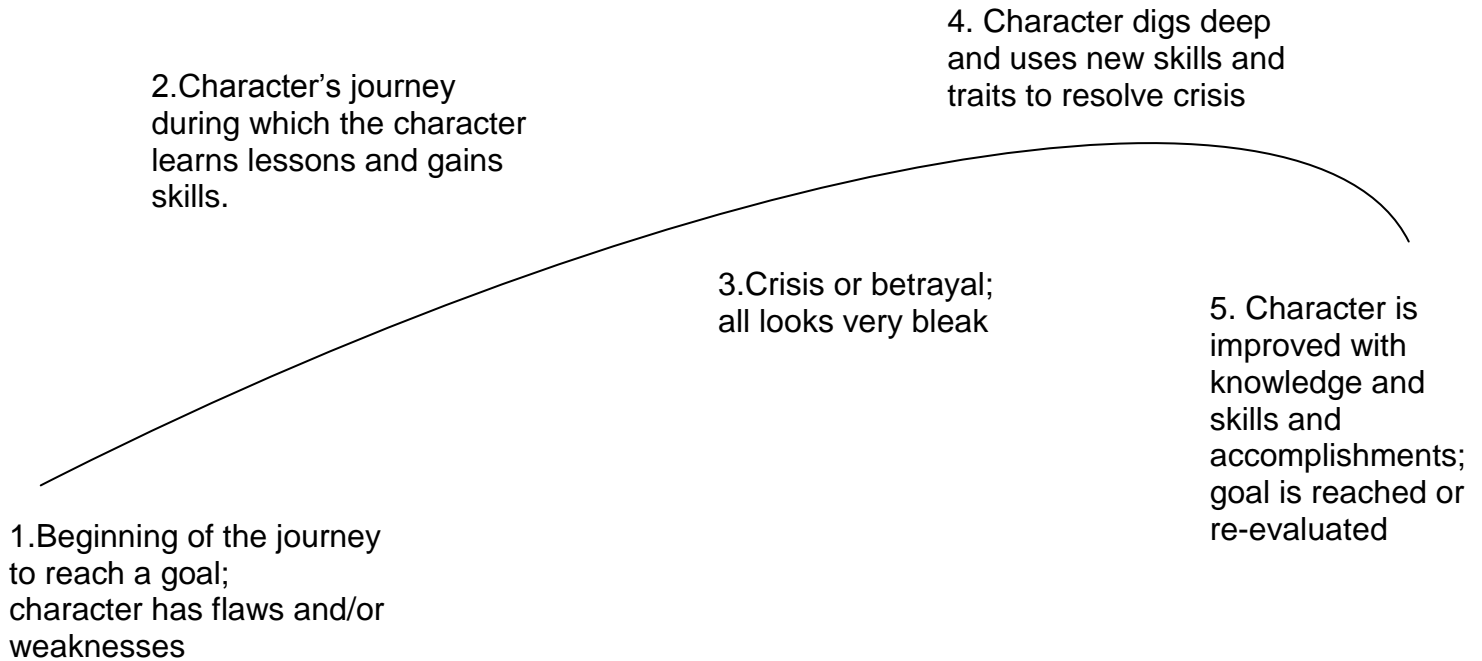 1.Beginning of the journey
to reach a goal;
character has flaws and/or
weaknesses
2.Character’s journey
during which the character
learns lessons and gains
skills.
3.Crisis or betrayal;
all looks very bleak
4. Character digs deep
and uses new skills and
traits to resolve crisis
5. Character is
improved with
knowledge and
skills and
accomplishments;
goal is reached or
re-evaluated